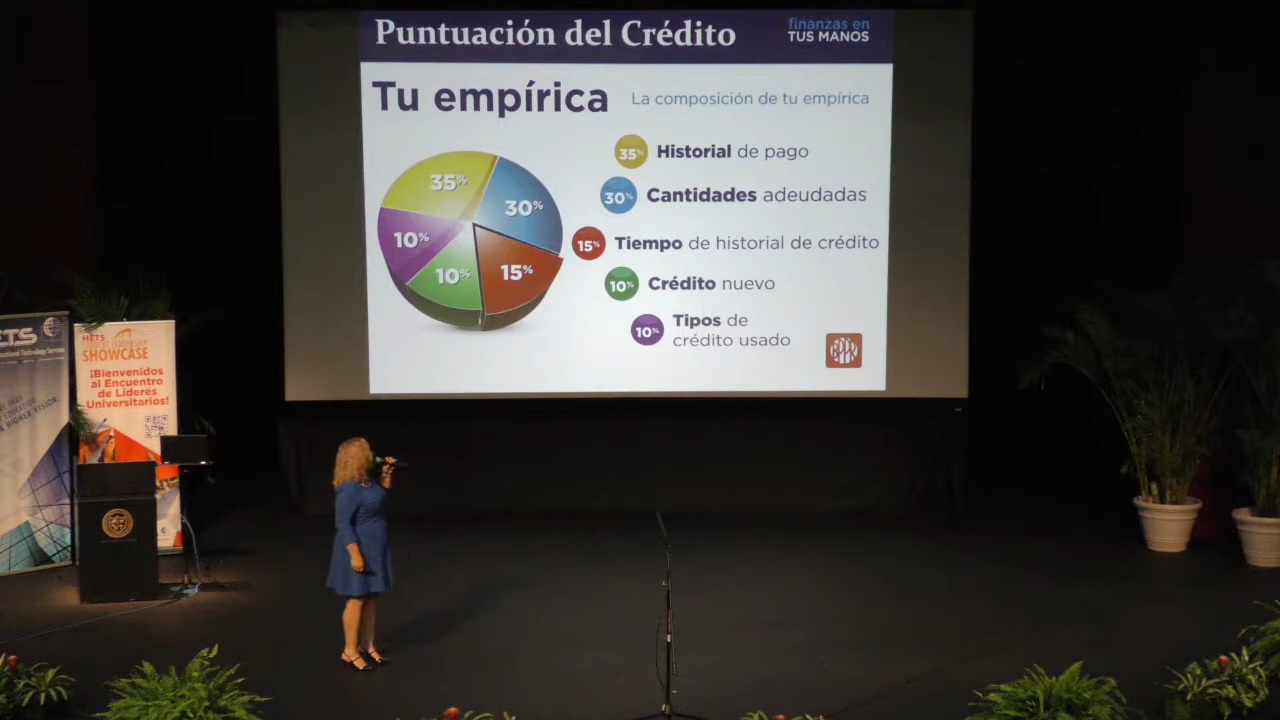 Puntuación del Crédito
finanzas en
TUS MANOS
Tu empírica
La composición de tu empírica
35%
30%
15%
10%
10%
35% Historial de pago
30% Cantidades adeudadas
15% Tiempo de historial de crédito
10% Crédito nuevo
10% Tipos de
crédito usado
HETS
SHOWCASE
¡Bienvenidos
al Encuentro
de Líderes
Universitarios!
HIGHER VISION